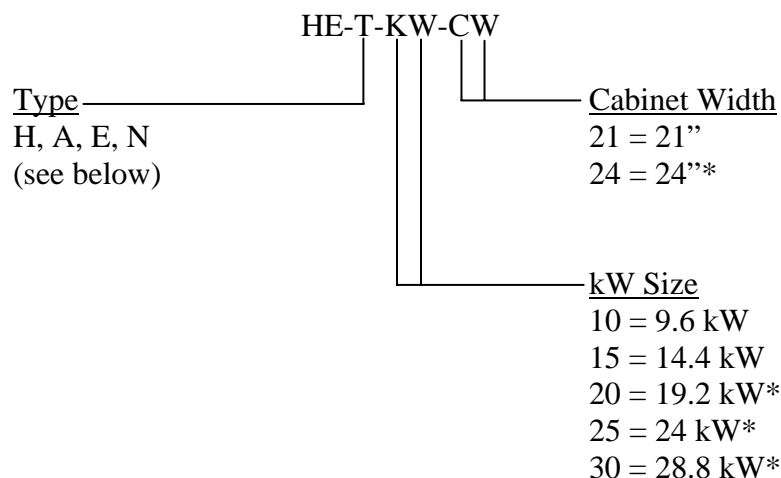 HE-T-KW-CW
Type
H, A, E, N
(see below)
Cabinet Width
21 = 21”
24 = 24”*
kW Size
10 = 9.6 kW
15 = 14.4 kW
20 = 19.2 kW*
25 = 24 kW*
30 = 28.8 kW*